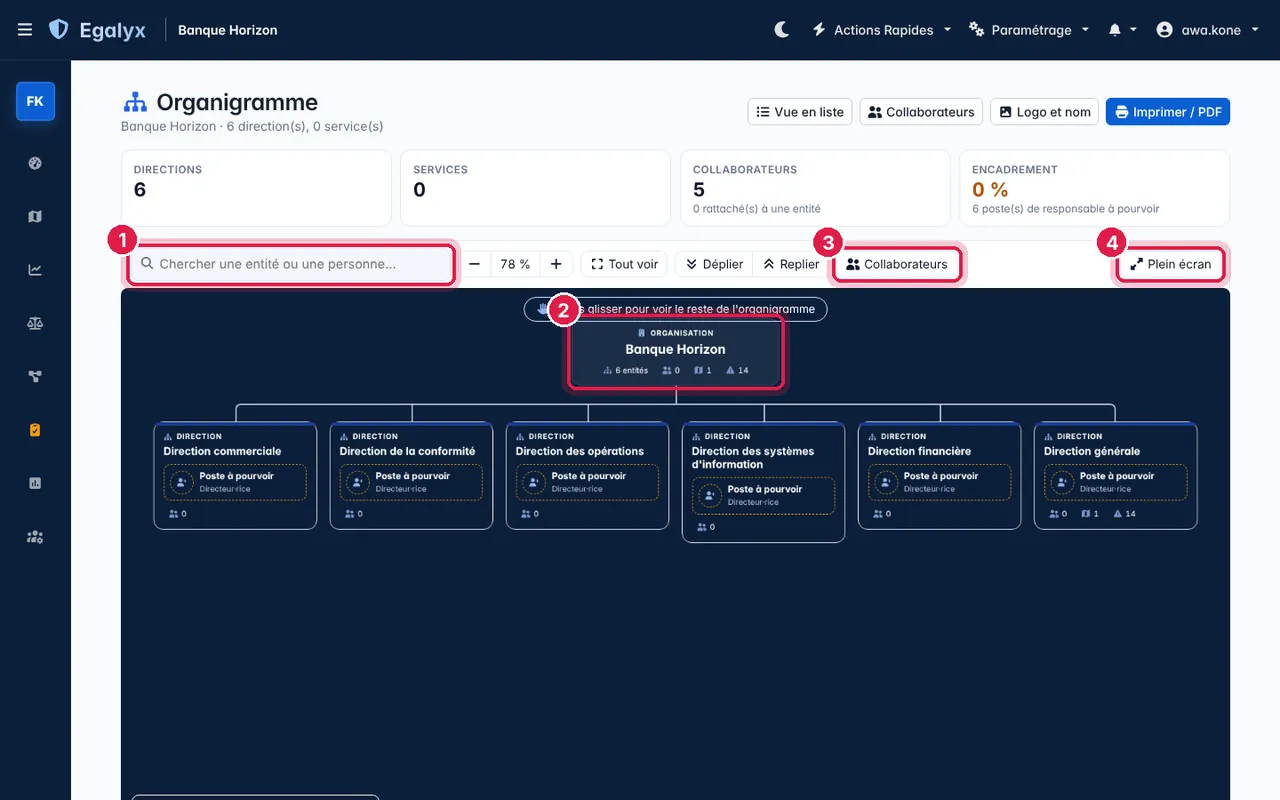 Egalyx
Banque Horizon
Actions Rapides
Paramétrage
awa.kone
FK
Organigramme
Banque Horizon · 6 direction(s), 0 service(s)
Vue en liste
Collaborateurs
Logo et nom
Imprimer / PDF
DIRECTIONS
6
SERVICES
0
COLLABORATEURS
5
0 rattaché(s) à une entité
ENCADREMENT
0 %
6 poste(s) de responsable à pourvoir
1
Chercher une entité ou une personne...
78 %
Tout voir
Déplier
Replier
3
Collaborateurs
4
Plein écran
2
glisser pour voir le reste de l'organigramme
ORGANISATION
Banque Horizon
6 entités 0 1 14
DIRECTION
Direction commerciale
Poste à pourvoir
Directeur·rice
0
DIRECTION
Direction de la conformité
Poste à pourvoir
Directeur·rice
0
DIRECTION
Direction des opérations
Poste à pourvoir
Directeur·rice
0
DIRECTION
Direction des systèmes
d'information
Poste à pourvoir
Directeur·rice
0
DIRECTION
Direction financière
Poste à pourvoir
Directeur·rice
0
DIRECTION
Direction générale
Poste à pourvoir
Directeur·rice
0 1 14